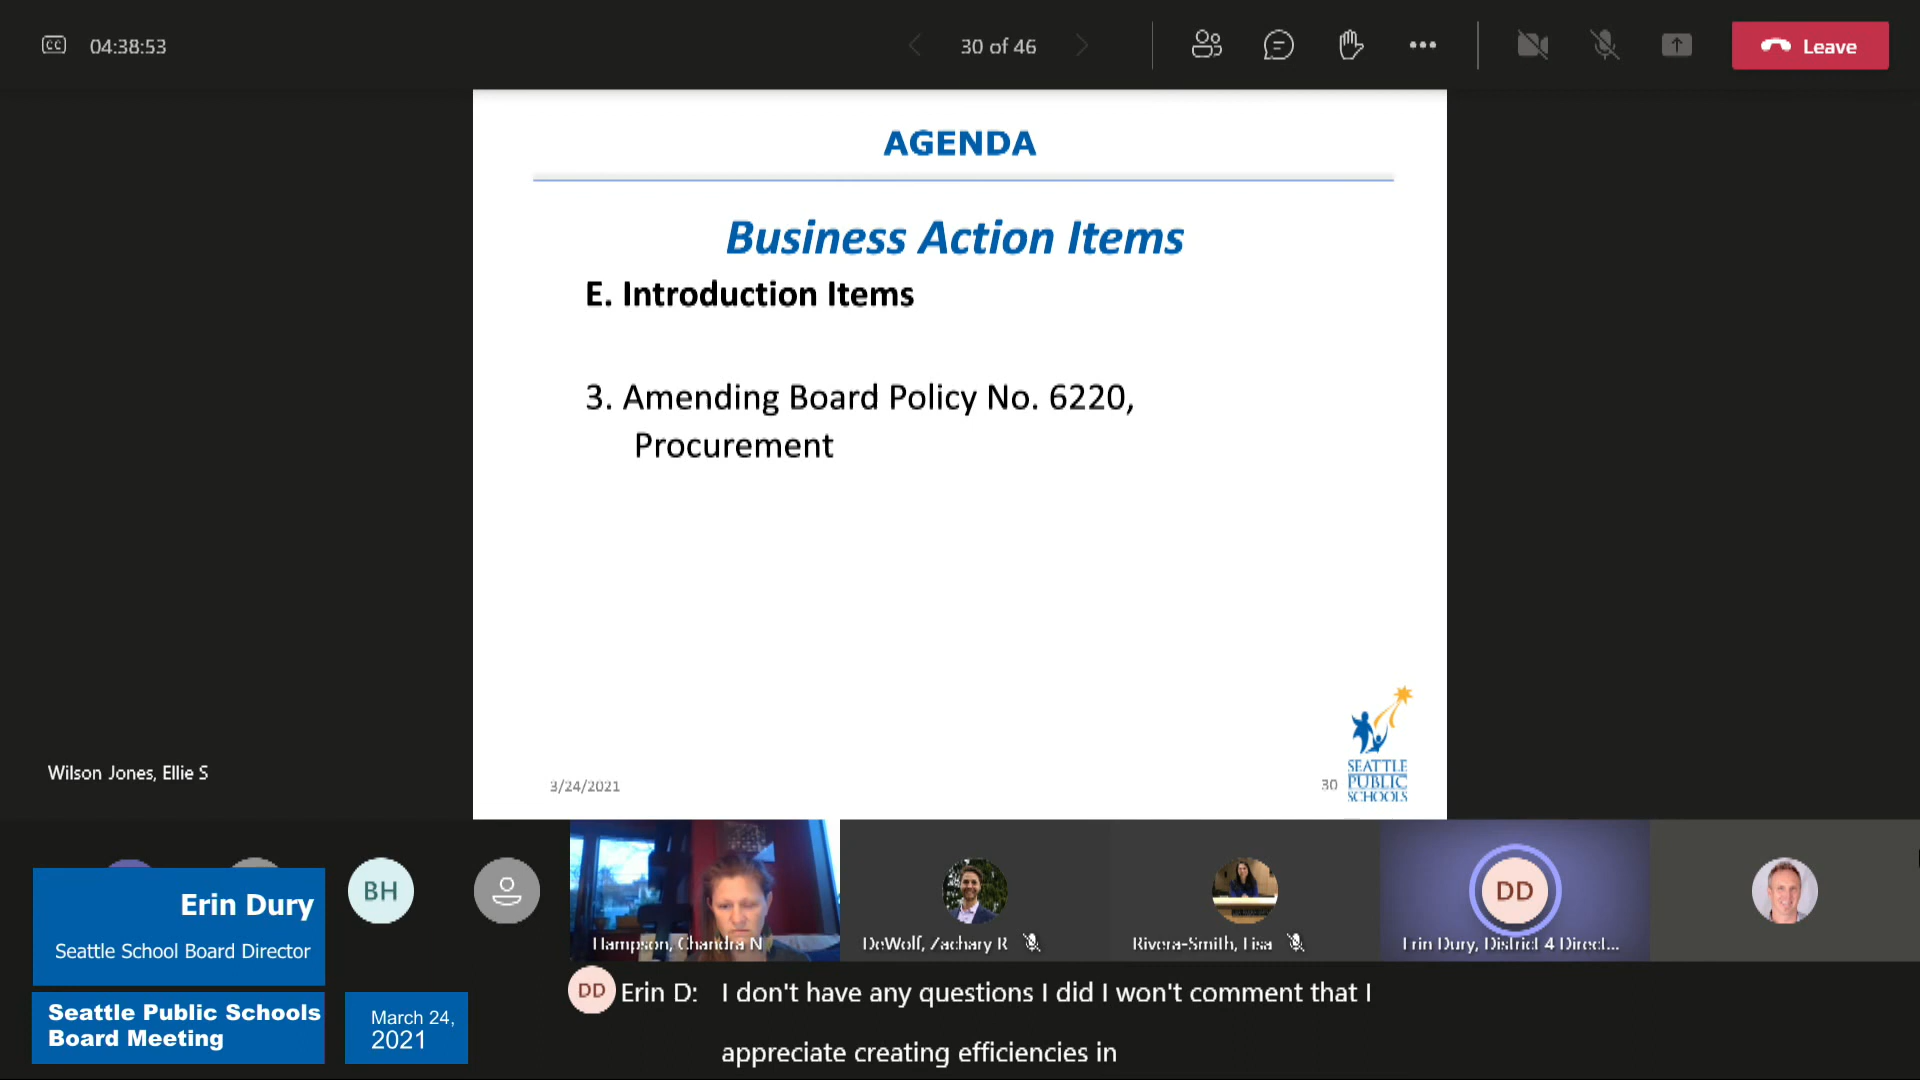 CC 04:38:53
30 of 46
Leave
AGENDA
Business Action Items
E. Introduction Items
3. Amending Board Policy No. 6220,
Procurement
Wilson Jones, Ellie S
3/24/2021
30
SEATTLE
PUBLIC
SCHOOLS
BH
DD
Hampson, Chandra N
DeWolf, Zachary R
Rivera-Smith, Lisa
Erin Dury, District 4 Direct...
Erin Dury
Seattle School Board Director
Seattle Public Schools
Board Meeting
March 24,
2021
DD Erin D: I don't have any questions I did I won't comment that I
appreciate creating efficiencies in